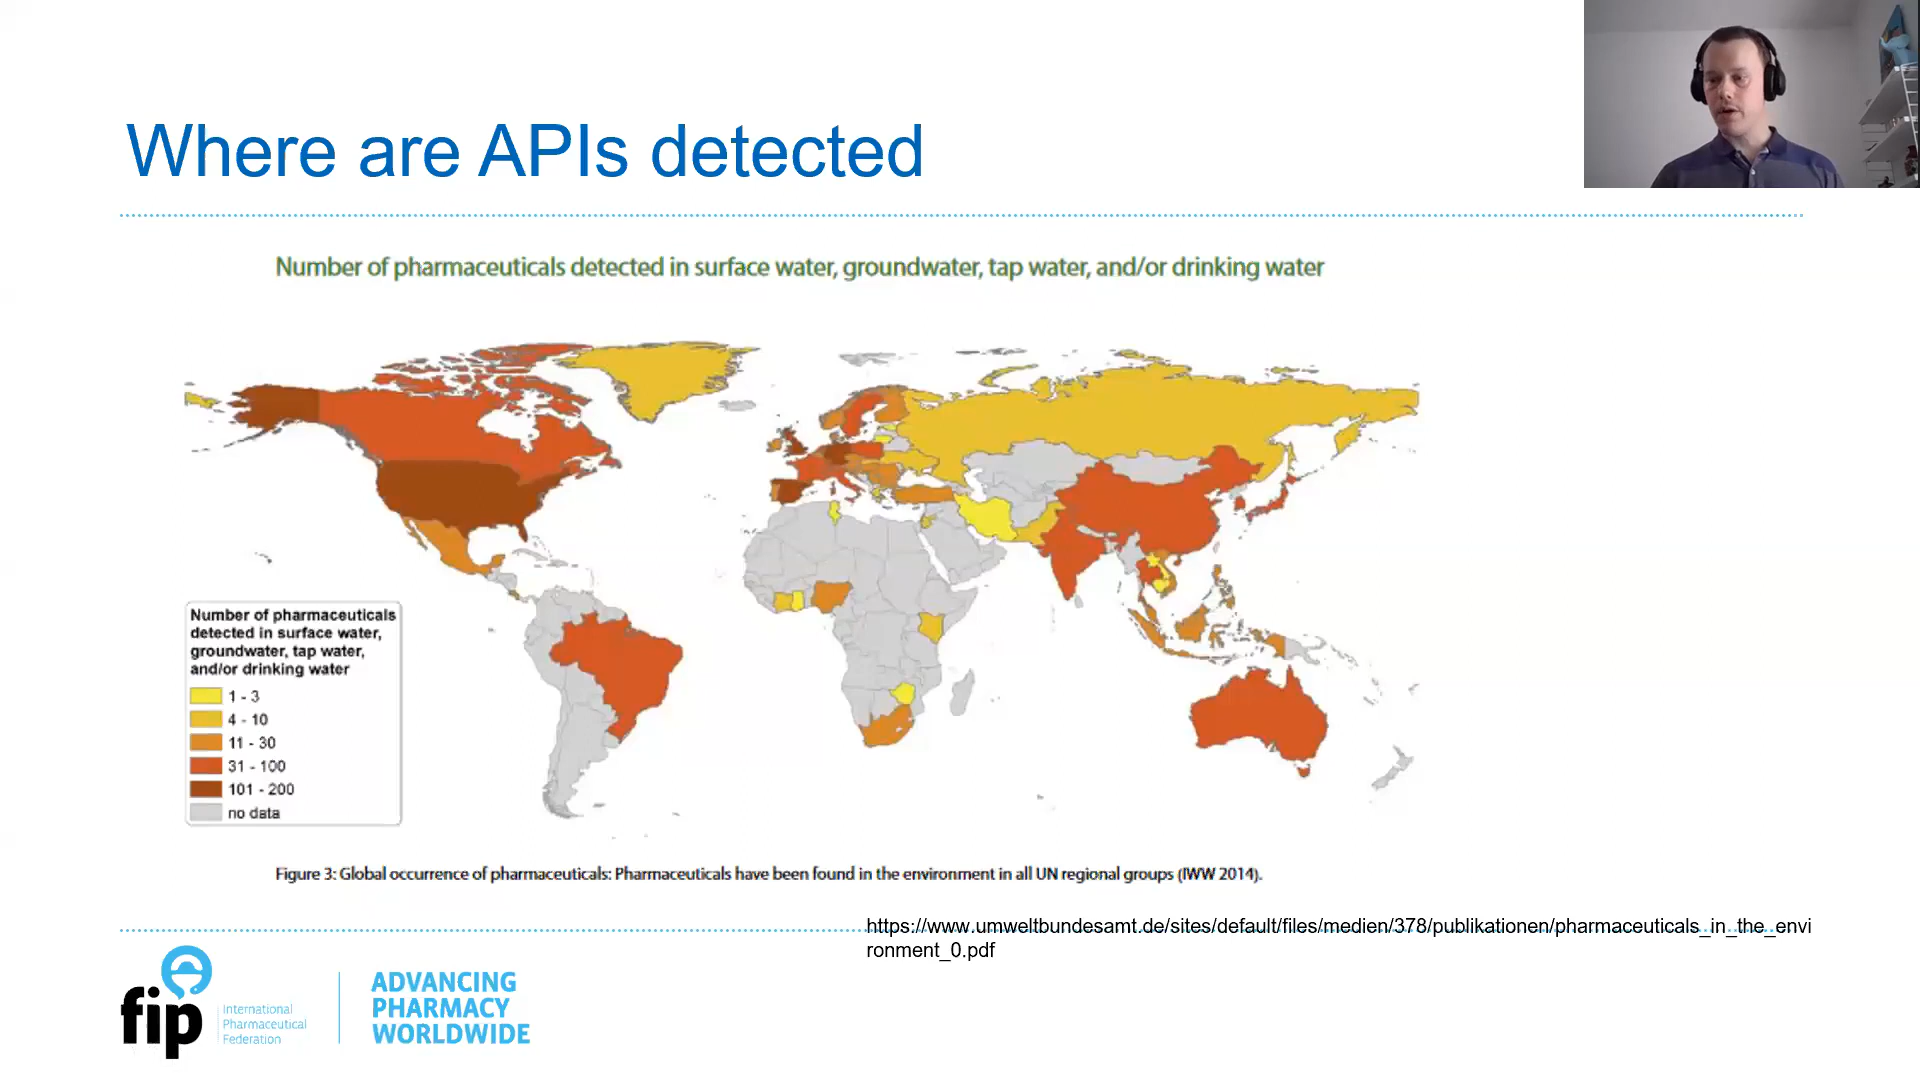 Where are APIs detected
Number of pharmaceuticals detected in surface water, groundwater, tap water, and/or drinking water
Number of pharmaceuticals
detected in surface water,
groundwater, tap water,
and/or drinking water
1 - 3
4 - 10
11 - 30
31 - 100
101 - 200
no data
Figure 3: Global occurrence of pharmaceuticals: Pharmaceuticals have been found in the environment in all UN regional groups (IWW 2014).
https://www.umweltbundesamt.de/sites/default/files/medien/378/publikationen/pharmaceuticals_in_the_envi
ronment_0.pdf
fip
International
Pharmaceutical
Federation
ADVANCING
PHARMACY
WORLDWIDE